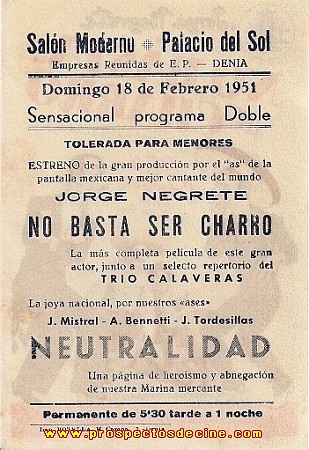 Salón Moderno * Palacio del Sol
Empresas Reunidas de E. P. — DENIA
Domingo 18 de Febrero 1951
Sensacional programa Doble
TOLERADA PARA MENORES
ESTRENO de la gran producción por el "as" de la
pantalla mexicana y mejor cantante del mundo
JORGE NEGRETE
NO BASTA SER CHARRO
La más completa película de este gran
actor, junto a un selecto repertorio del
TRIO CALAVERAS
La joya nacional, por nuestros «ases»
J. Mistral - A. Bennetti - J. Tordesillas
NEUTRALIDAD
Una página de heroismo y abnegación
de nuestra Marina mercante
Permanente de 5'30 tarde a 1 noche
www.prospectosdecine.com